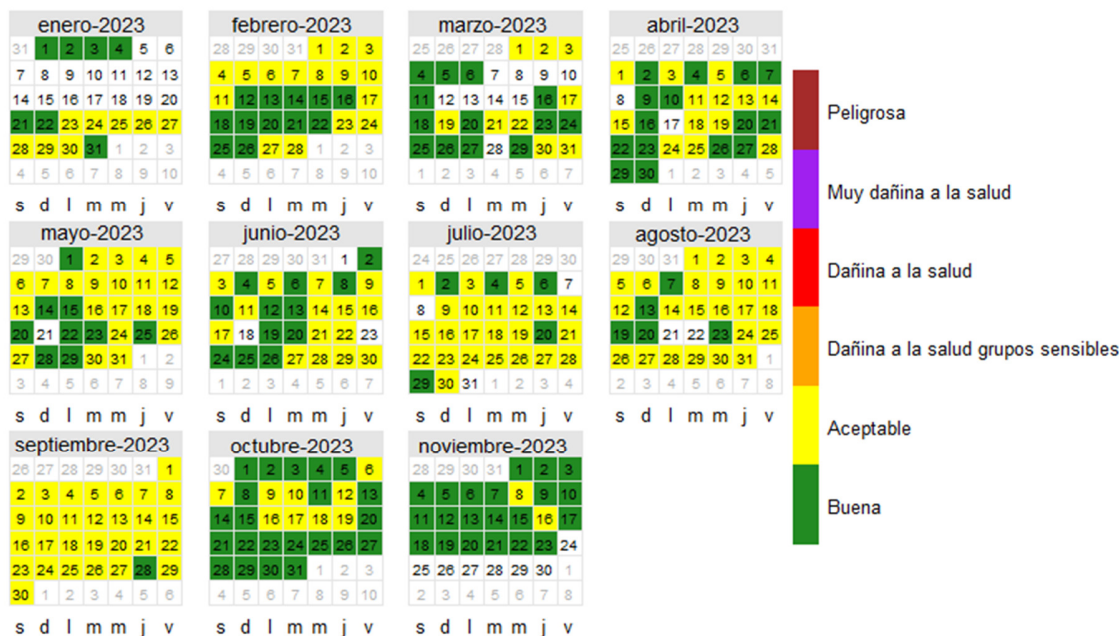 enero-2023
31 1 2 3 4 5 6
7 8 9 10 11 12 13
14 15 16 17 18 19 20
21 22 23 24 25 26 27
28 29 30 31 1 2 3
4 5 6 7 8 9 10
s d l m m j v
febrero-2023
28 29 30 31 1 2 3
4 5 6 7 8 9 10
11 12 13 14 15 16 17
18 19 20 21 22 23 24
25 26 27 28 1 2 3
4 5 6 7 8 9 10
s d l m m j v
marzo-2023
25 26 27 28 1 2 3
4 5 6 7 8 9 10
11 12 13 14 15 16 17
18 19 20 21 22 23 24
25 26 27 28 29 30 31
1 2 3 4 5 6 7
s d l m m j v
abril-2023
25 26 27 28 29 30 31
1 2 3 4 5 6 7
8 9 10 11 12 13 14
15 16 17 18 19 20 21
22 23 24 25 26 27 28
29 30 1 2 3 4 5
s d l m m j v
mayo-2023
29 30 1 2 3 4 5
6 7 8 9 10 11 12
13 14 15 16 17 18 19
20 21 22 23 24 25 26
27 28 29 30 31 1 2
3 4 5 6 7 8 9
s d l m m j v
junio-2023
27 28 29 30 31 1 2
3 4 5 6 7 8 9
10 11 12 13 14 15 16
17 18 19 20 21 22 23
24 25 26 27 28 29 30
1 2 3 4 5 6 7
s d l m m j v
julio-2023
24 25 26 27 28 29 30
1 2 3 4 5 6 7
8 9 10 11 12 13 14
15 16 17 18 19 20 21
22 23 24 25 26 27 28
29 30 31 1 2 3 4
s d l m m j v
agosto-2023
29 30 31 1 2 3 4
5 6 7 8 9 10 11
12 13 14 15 16 17 18
19 20 21 22 23 24 25
26 27 28 29 30 31 1
2 3 4 5 6 7 8
s d l m m j v
septiembre-2023
26 27 28 29 30 31 1
2 3 4 5 6 7 8
9 10 11 12 13 14 15
16 17 18 19 20 21 22
23 24 25 26 27 28 29
30 1 2 3 4 5 6
s d l m m j v
octubre-2023
30 1 2 3 4 5 6
7 8 9 10 11 12 13
14 15 16 17 18 19 20
21 22 23 24 25 26 27
28 29 30 31 1 2 3
4 5 6 7 8 9 10
s d l m m j v
noviembre-2023
28 29 30 31 1 2 3
4 5 6 7 8 9 10
11 12 13 14 15 16 17
18 19 20 21 22 23 24
25 26 27 28 29 30 1
2 3 4 5 6 7 8
s d l m m j v
Peligrosa
Muy dañina a la salud
Dañina a la salud
Dañina a la salud grupos sensibles
Aceptable
Buena